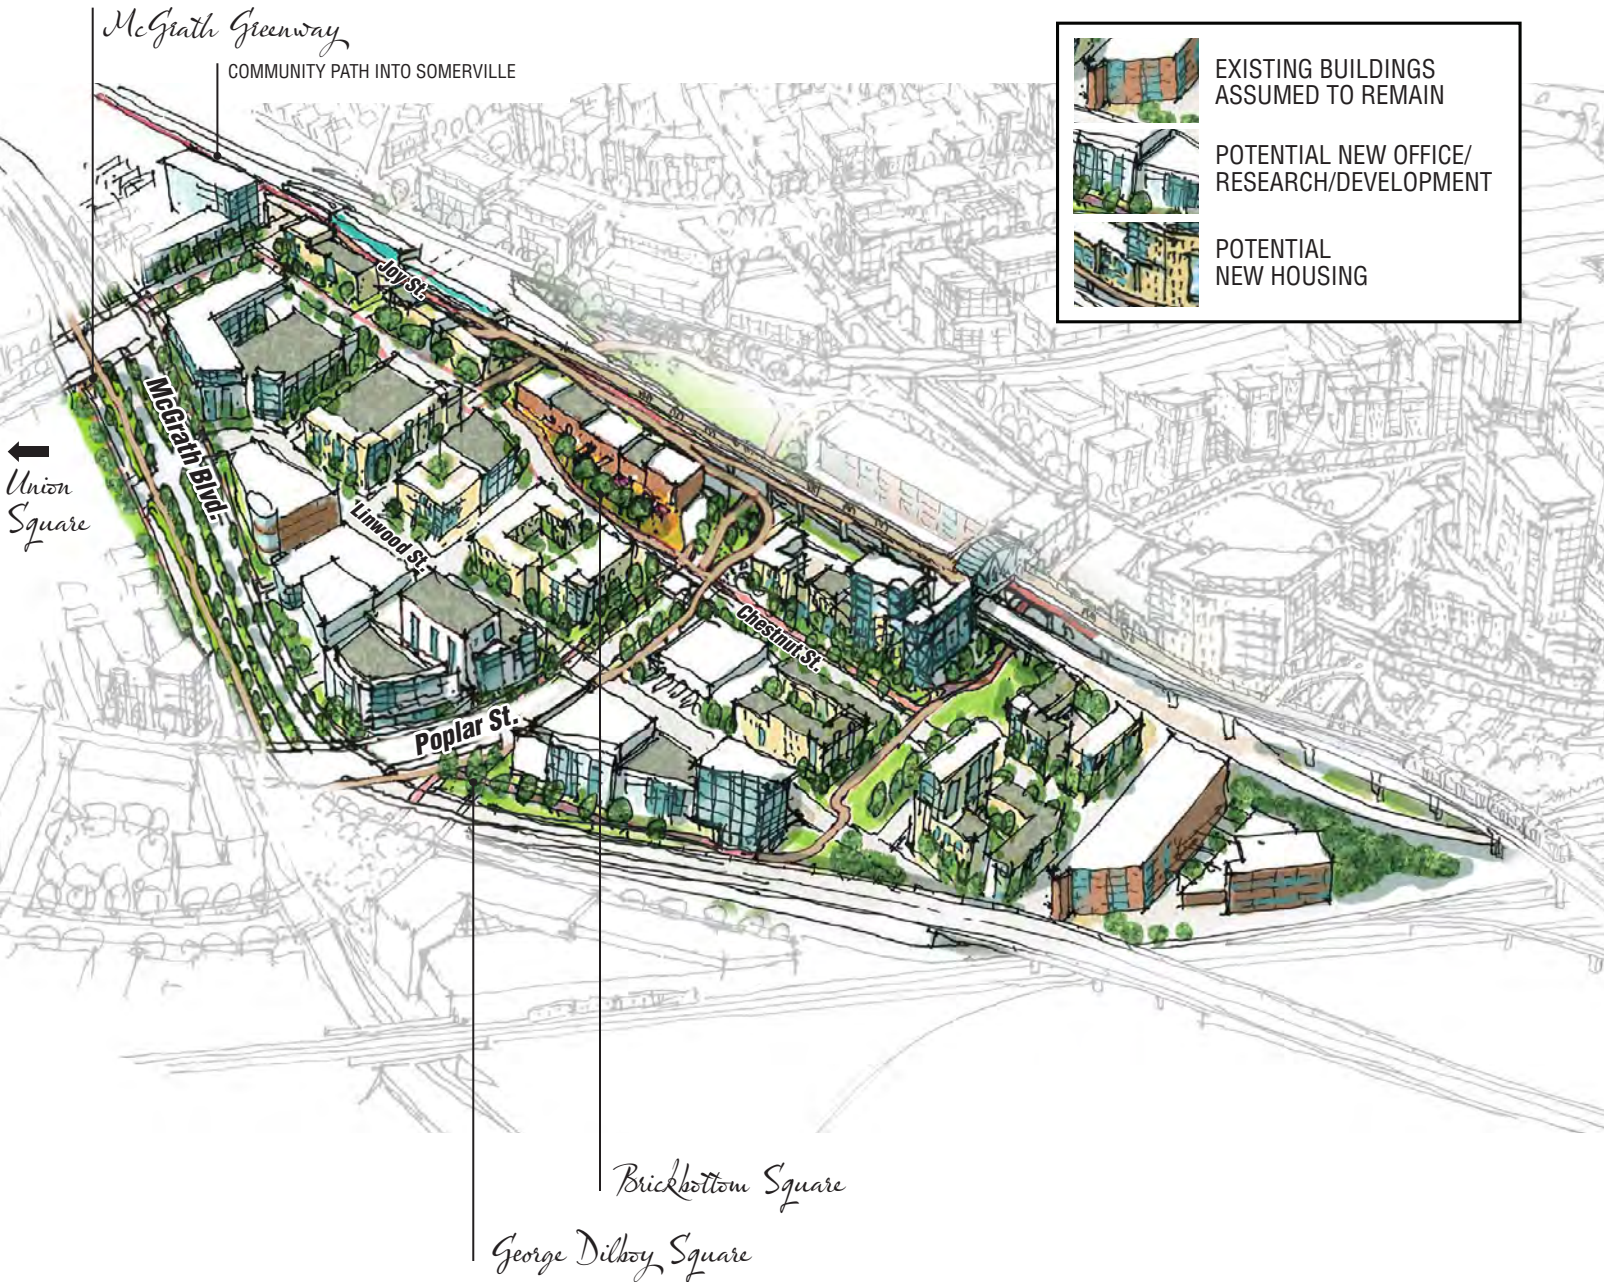 McGrath Greenway
COMMUNITY PATH INTO SOMERVILLE
EXISTING BUILDINGS
ASSUMED TO REMAIN
POTENTIAL NEW OFFICE/
RESEARCH/DEVELOPMENT
POTENTIAL
NEW HOUSING
Joy St.
McGrath Blvd.
Union
Square
Linwood St.
Chestnut St.
Poplar St.
Brickbottom Square
George Dilboy Square